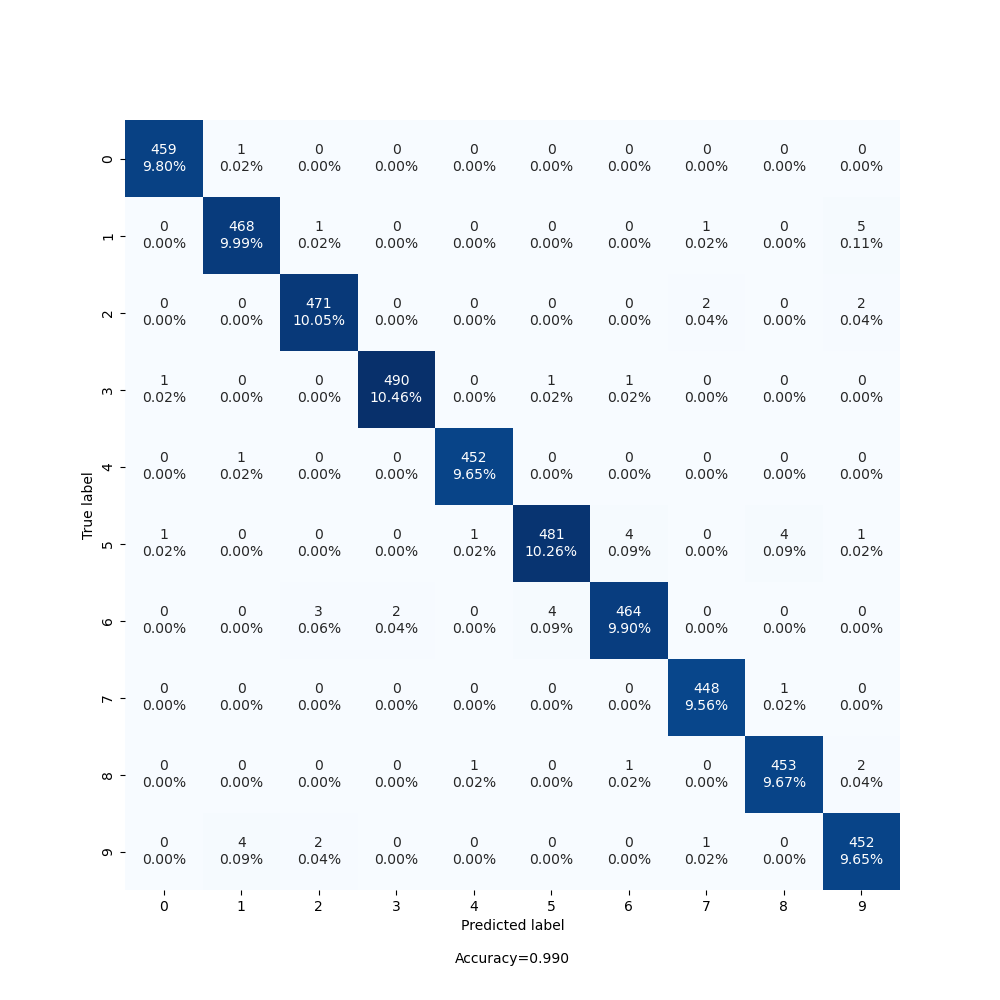 459 1 0 0 0 0 0 0 0 0
0 9.80% 0.02% 0.00% 0.00% 0.00% 0.00% 0.00% 0.00% 0.00% 0.00%
0 468 1 0 0 0 0 1 0 5
1 0.00% 9.99% 0.02% 0.00% 0.00% 0.00% 0.00% 0.02% 0.00% 0.11%
0 0 471 0 0 0 0 2 0 2
2 0.00% 0.00% 10.05% 0.00% 0.00% 0.00% 0.00% 0.04% 0.00% 0.04%
1 0 0 490 0 1 1 0 0 0
3 0.02% 0.00% 0.00% 10.46% 0.00% 0.02% 0.02% 0.00% 0.00% 0.00%
0 1 0 0 452 0 0 0 0 0
4 0.00% 0.02% 0.00% 0.00% 9.65% 0.00% 0.00% 0.00% 0.00% 0.00%
True label
1 0 0 0 1 481 4 0 4 1
5 0.02% 0.00% 0.00% 0.00% 0.02% 10.26% 0.09% 0.00% 0.09% 0.02%
0 0 3 2 0 4 464 0 0 0
6 0.00% 0.00% 0.06% 0.04% 0.00% 0.09% 9.90% 0.00% 0.00% 0.00%
0 0 0 0 0 0 0 448 1 0
7 0.00% 0.00% 0.00% 0.00% 0.00% 0.00% 0.00% 9.56% 0.02% 0.00%
0 0 0 0 1 0 1 0 453 2
8 0.00% 0.00% 0.00% 0.00% 0.02% 0.00% 0.02% 0.00% 9.67% 0.04%
0 4 2 0 0 0 0 1 0 452
9 0.00% 0.09% 0.04% 0.00% 0.00% 0.00% 0.00% 0.02% 0.00% 9.65%
0 1 2 3 4 5 6 7 8 9
Predicted label
Accuracy=0.990